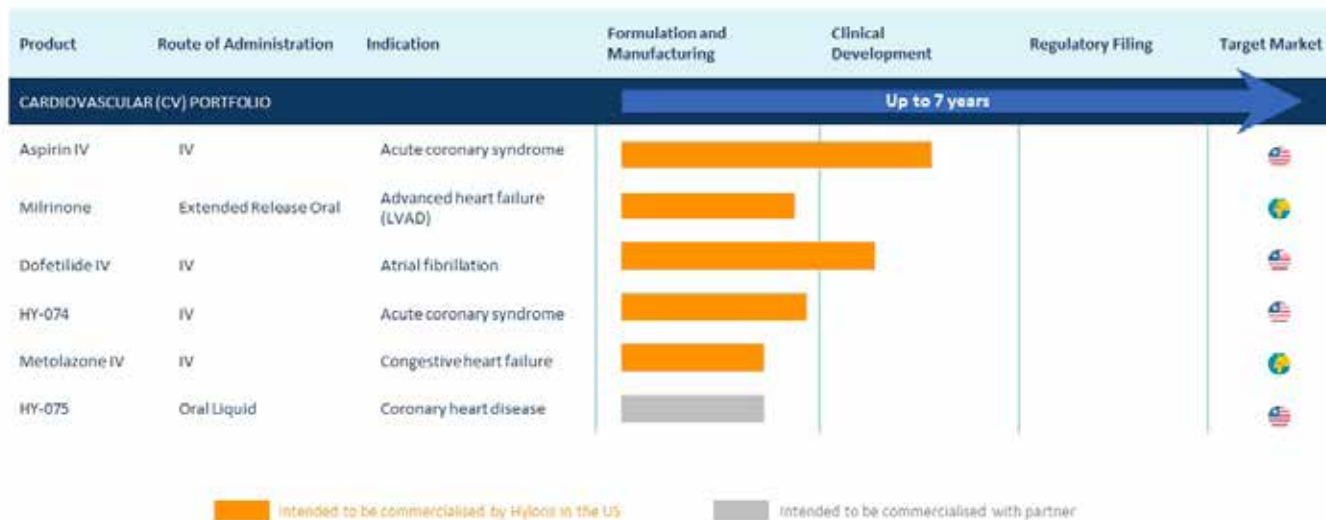 Product Route of Administration Indication Formulation and Manufacturing Clinical Development Regulatory Filing Target Market
CARDIOVASCULAR (CV) PORTFOLIO Up to 7 years
Aspirin IV IV Acute coronary syndrome
Milrinone Extended Release Oral Advanced heart failure (LVAD)
Dofetilide IV IV Atrial fibrillation
HY-074 IV Acute coronary syndrome
Metolazone IV IV Congestive heart failure
HY-075 Oral Liquid Coronary heart disease
Intended to be commercialised by Hyloris in the US Intended to be commercialised with partner